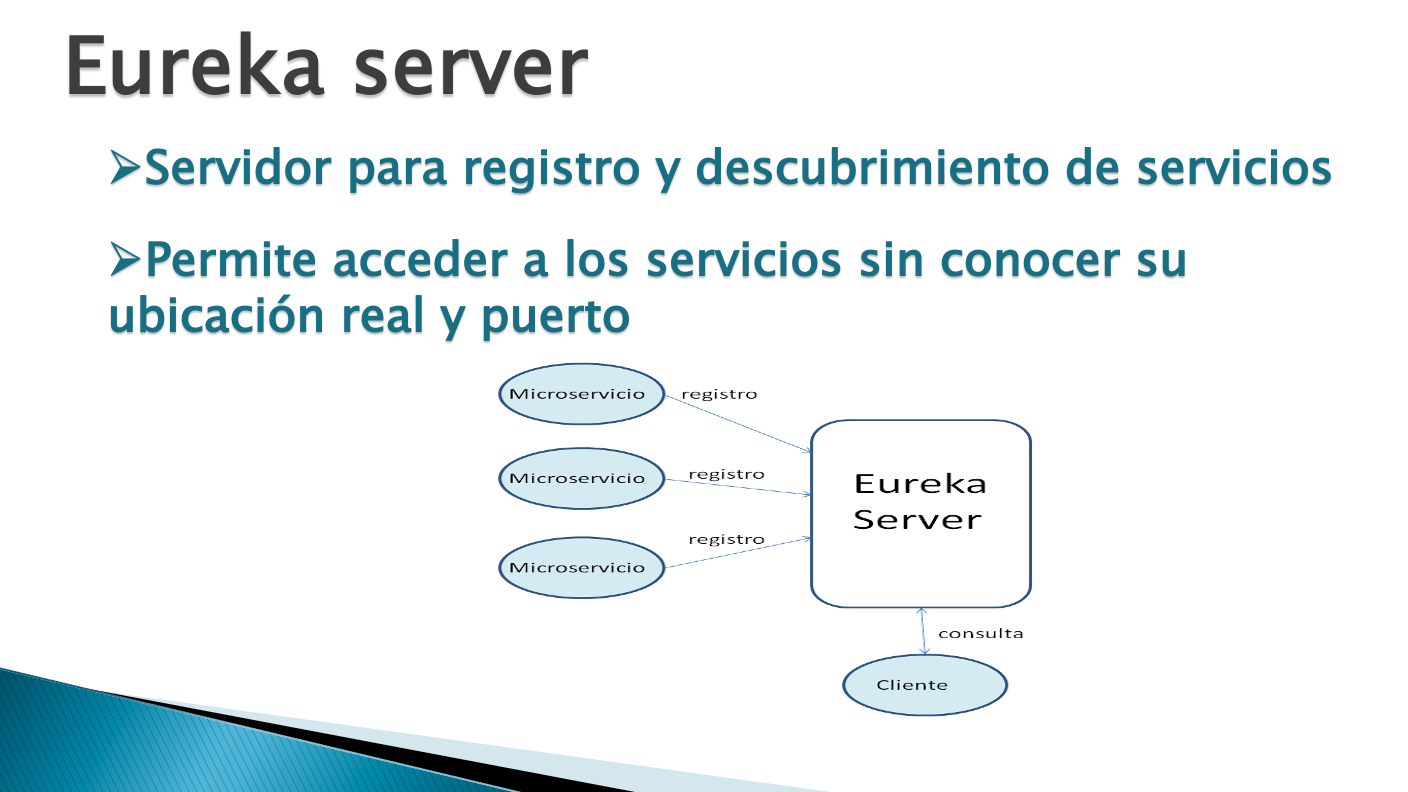 Eureka server
➢Servidor para registro y descubrimiento de servicios
➢Permite acceder a los servicios sin conocer su
ubicación real y puerto
Microservicio
registro
Microservicio
registro
Eureka
Server
Microservicio
registro
consulta
Cliente